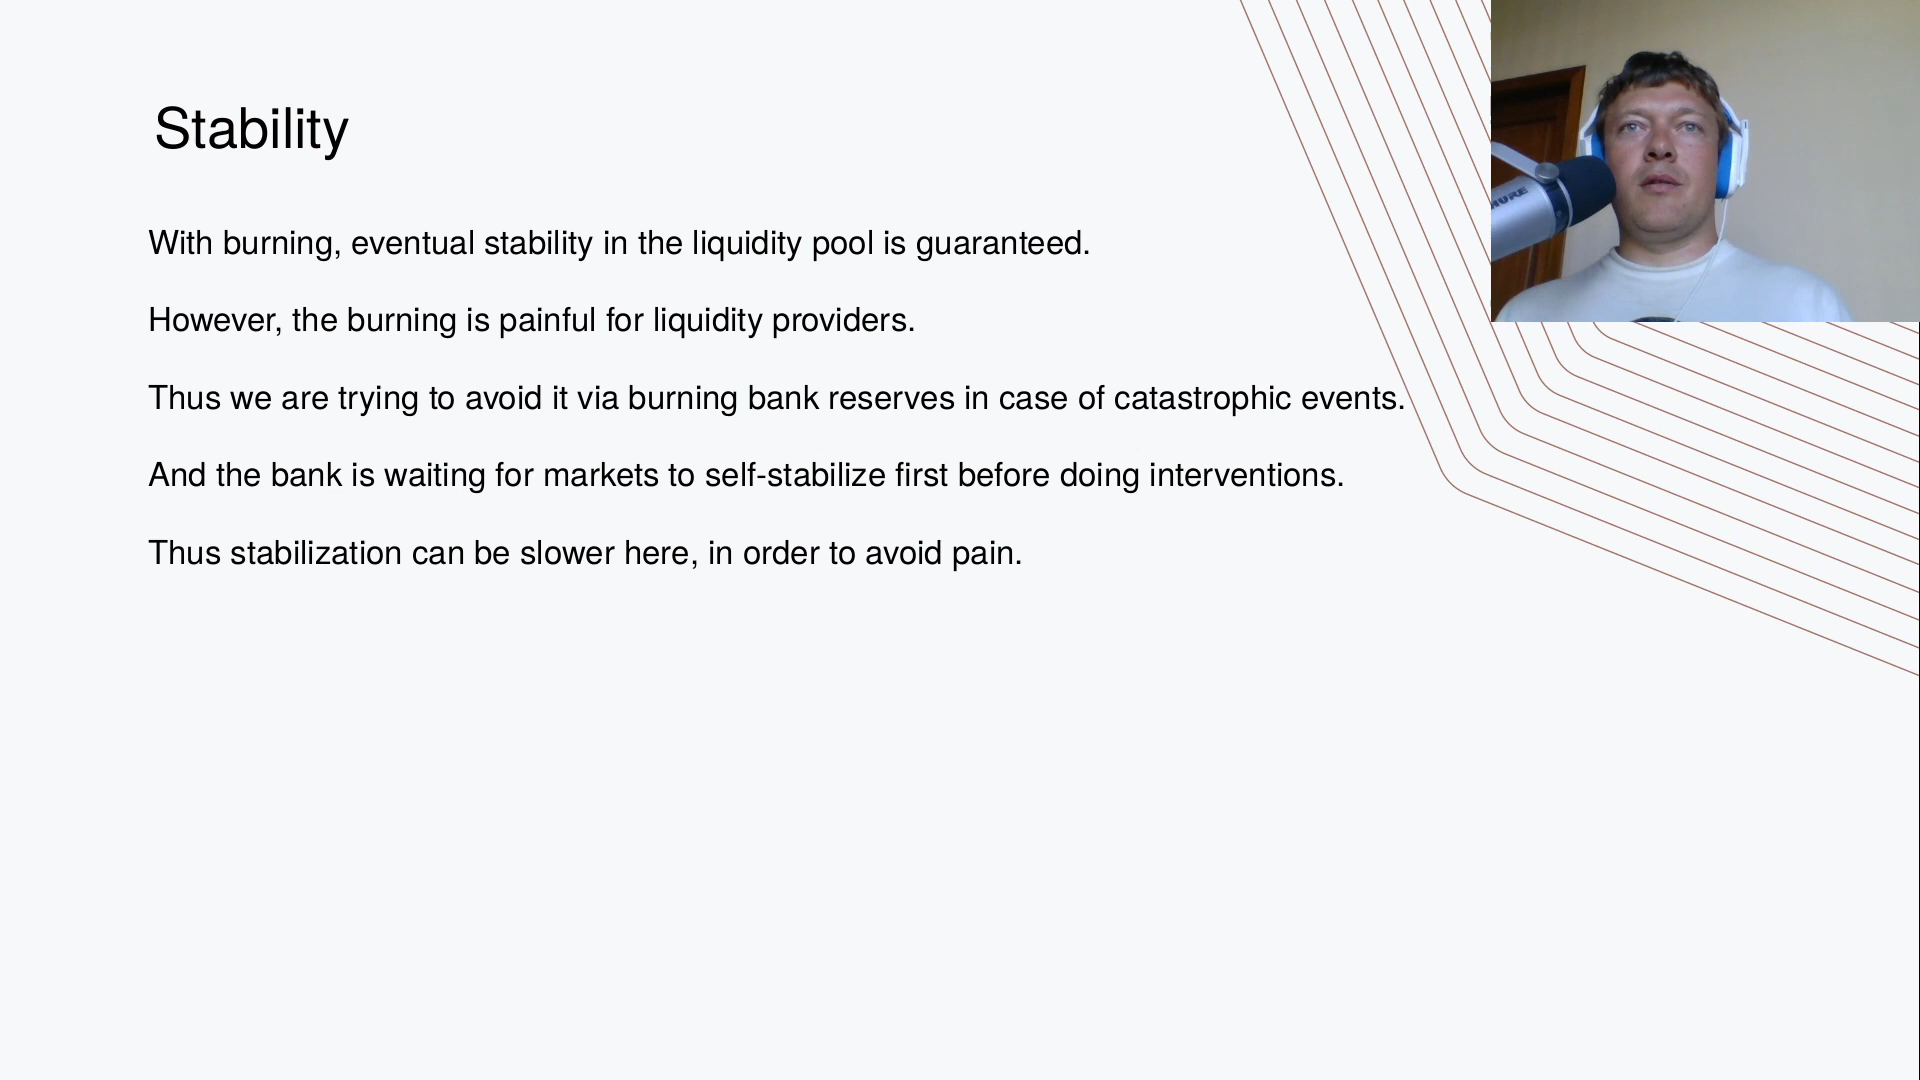 Stability
With burning, eventual stability in the liquidity pool is guaranteed.
However, the burning is painful for liquidity providers.
Thus we are trying to avoid it via burning bank reserves in case of catastrophic events.
And the bank is waiting for markets to self-stabilize first before doing interventions.
Thus stabilization can be slower here, in order to avoid pain.